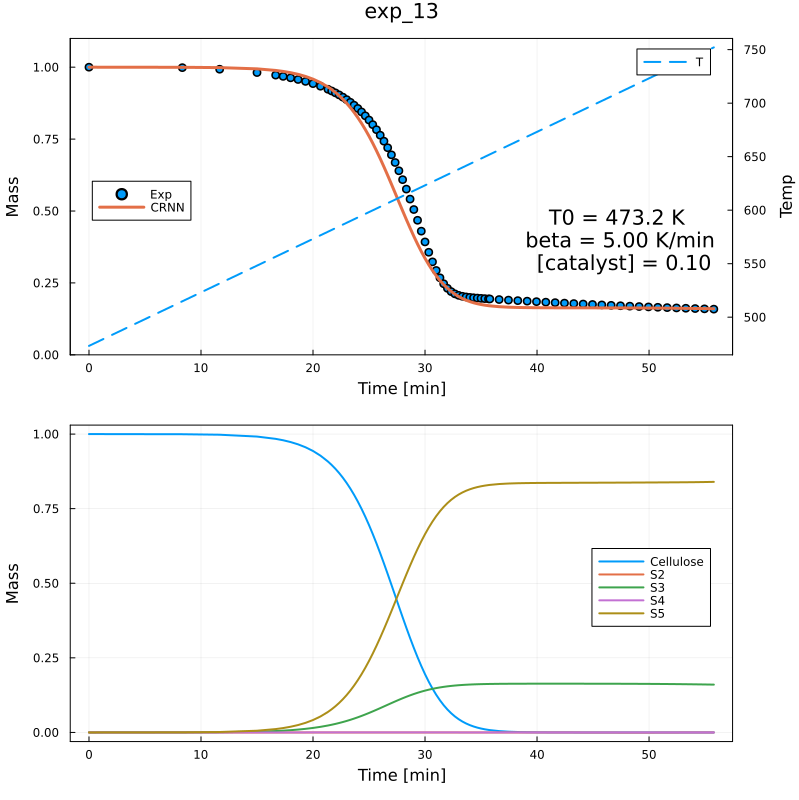 exp_13
1.00
0.75
0.50
0.25
0.00
Mass
750
700
650
600
550
500
Temp
T
Exp
CRNN
T0 = 473.2 K
beta = 5.00 K/min
[catalyst] = 0.10
0 10 20 30 40 50
Time [min]
1.00
0.75
0.50
0.25
0.00
Mass
Cellulose
S2
S3
S4
S5
0 10 20 30 40 50
Time [min]